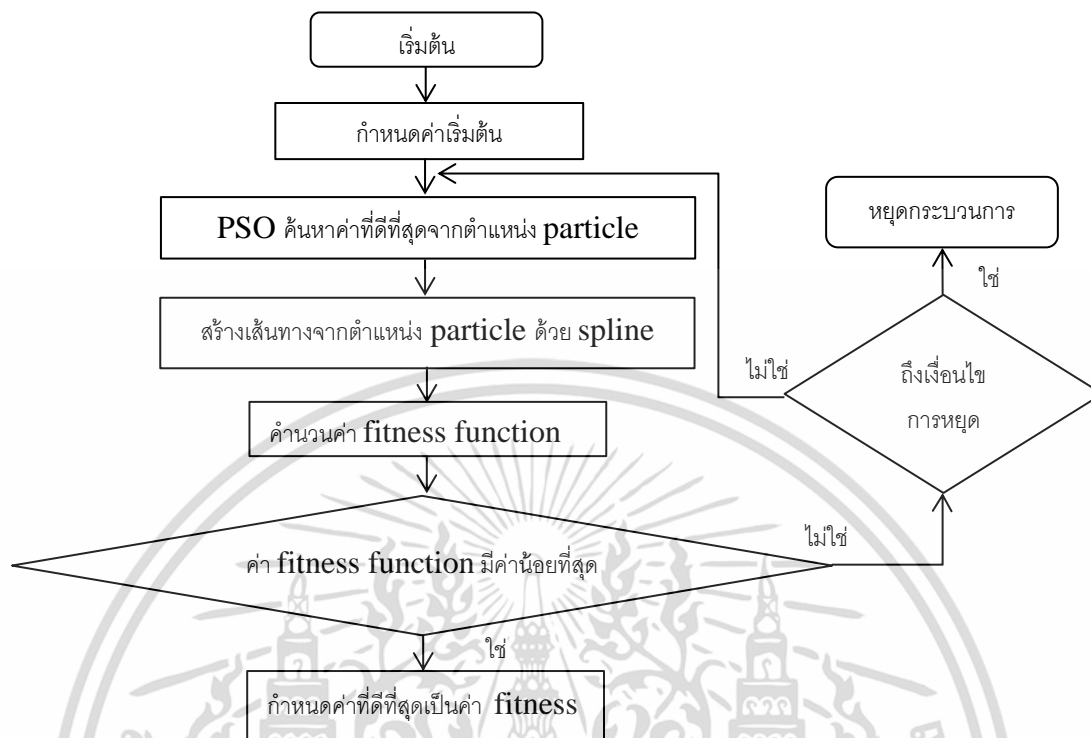 เริ่มต้น
กำหนดค่าเริ่มต้น
PSO ค้นหาค่าที่ดีที่สุดจากตำแหน่ง particle
หยุดกระบวนการ
ใช่
สร้างเส้นทางจากตำแหน่ง particle ด้วย spline
ไม่ใช่
ถึงเงื่อนไข
การหยุด
คำนวนค่า fitness function
ไม่ใช่
ค่า fitness function มีค่าน้อยที่สุด
ใช่
กำหนดค่าที่ดีที่สุดเป็นค่า fitness